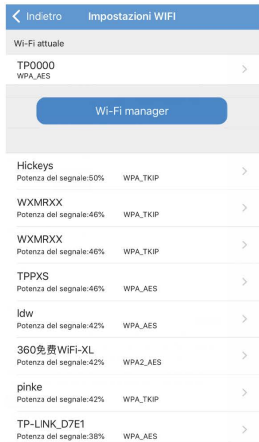 Indietro Impostazioni WIFI
Wi-Fi attuale
TP0000
WPA_AES
Wi-Fi manager
Hickeys
Potenza del segnale:50% WPA_TKIP
WXMRXX
Potenza del segnale:46% WPA_TKIP
WXMRXX
Potenza del segnale:46% WPA_TKIP
TPPXS
Potenza del segnale:46% WPA_AES
ldw
Potenza del segnale:42% WPA_AES
360免费WiFi-XL
Potenza del segnale:42% WPA2_AES
pinke
Potenza del segnale:42% WPA_TKIP
TP-LINK_D7E1
Potenza del segnale:38% WPA_AES